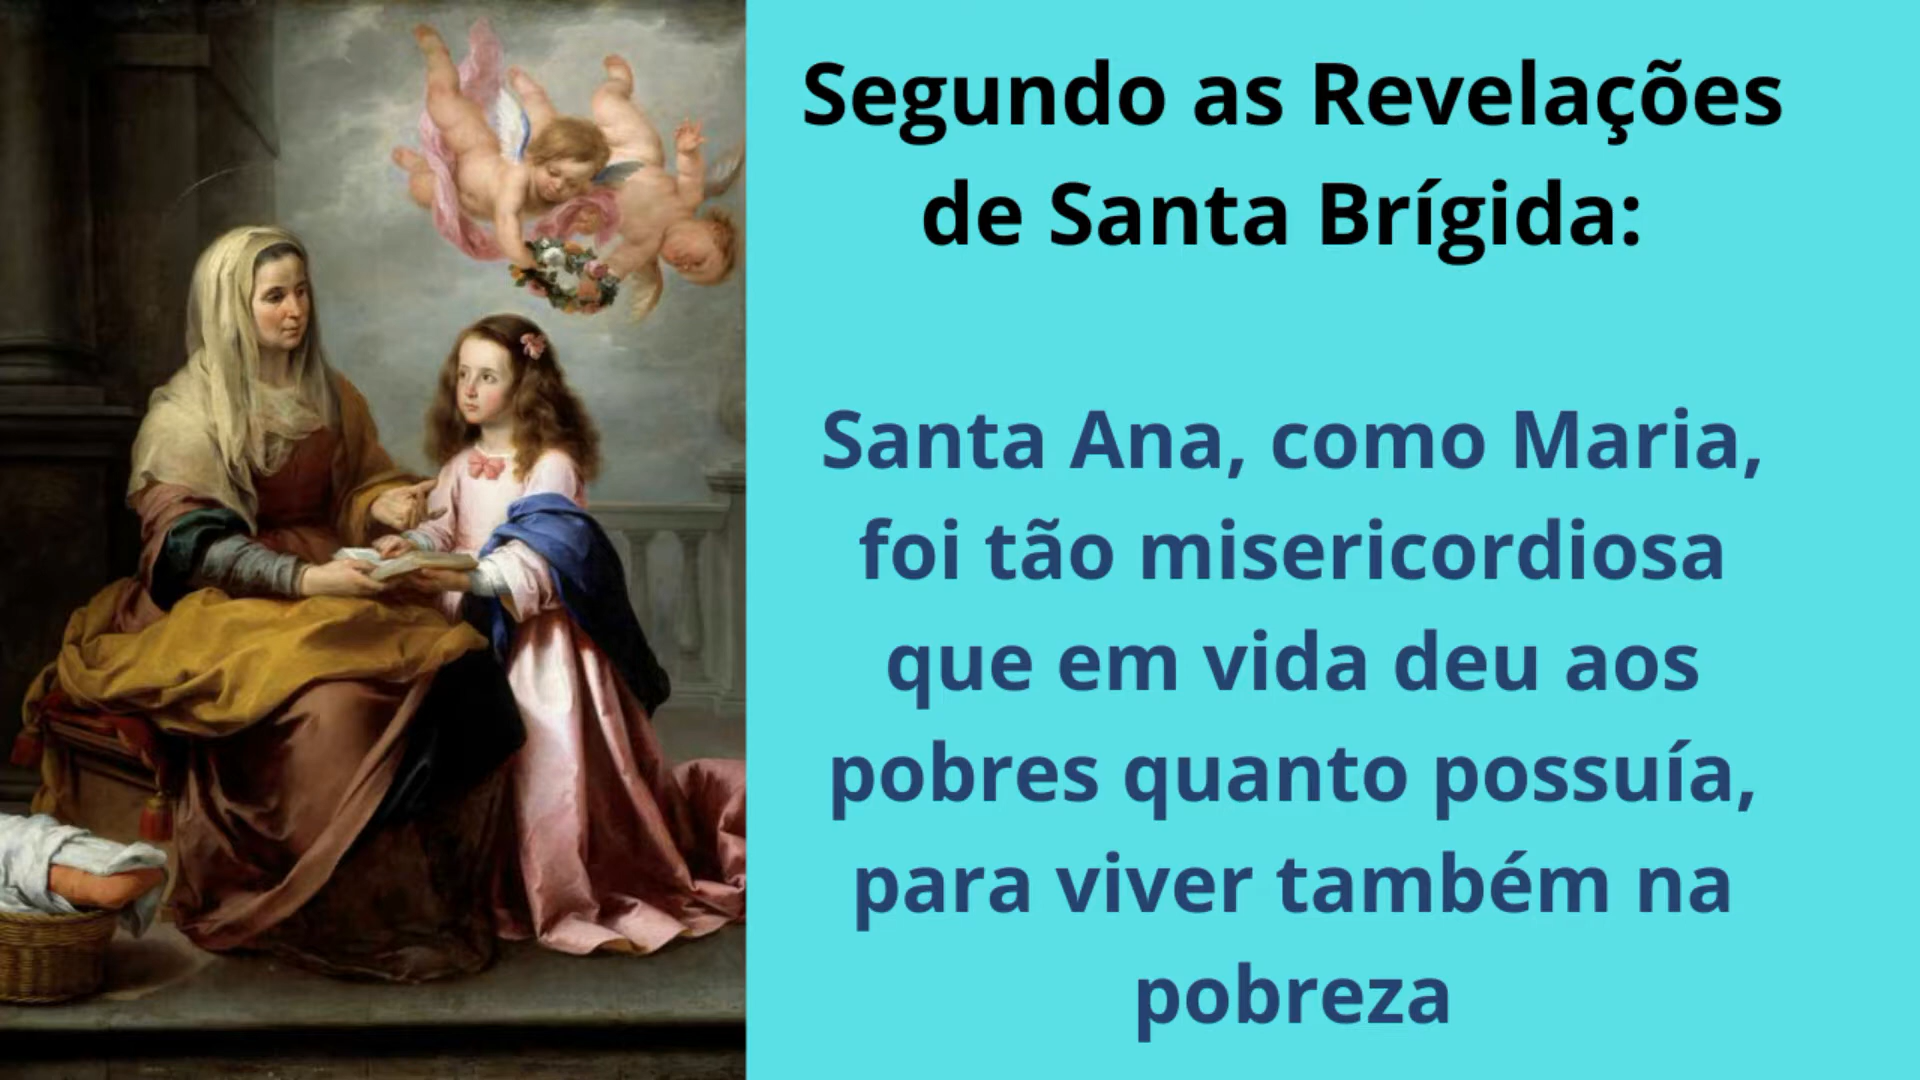 Segundo as Revelações
de Santa Brígida:
Santa Ana, como Maria,
foi tão misericordiosa
que em vida deu aos
pobres quanto possuía,
para viver também na
pobreza